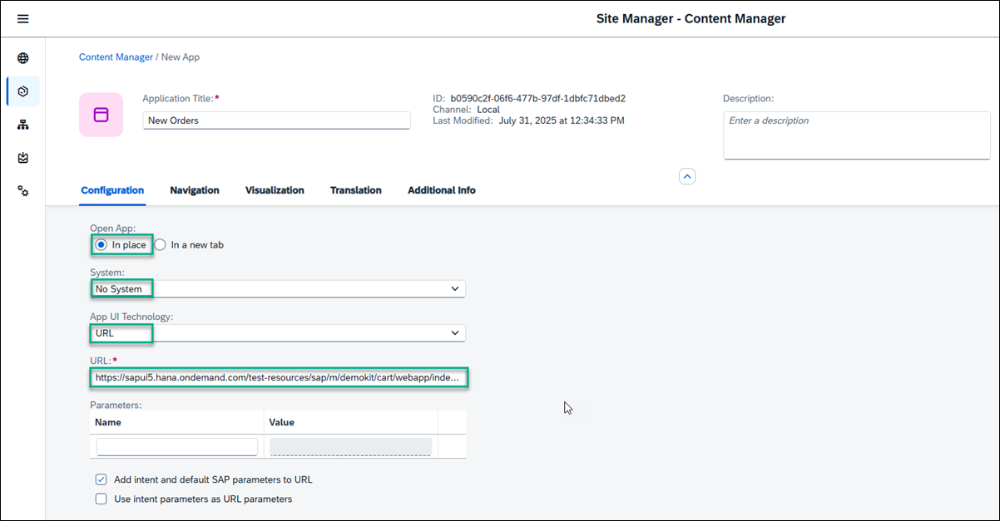 Site Manager - Content Manager
Content Manager / New App
Application Title:*
New Orders
ID: b0590c2f-06f6-477b-97df-1dbfc71dbed2
Channel: Local
Last Modified: July 31, 2025 at 12:34:33 PM
Description:
Enter a description
Configuration Navigation Visualization Translation Additional Info
Open App:
In place In a new tab
System:
No System
App UI Technology:
URL
URL:*
https://sapui5.hana.ondemand.com/test-resources/sap/m/demokit/cart/webapp/inde...
Parameters:
Name Value
Add intent and default SAP parameters to URL
Use intent parameters as URL parameters